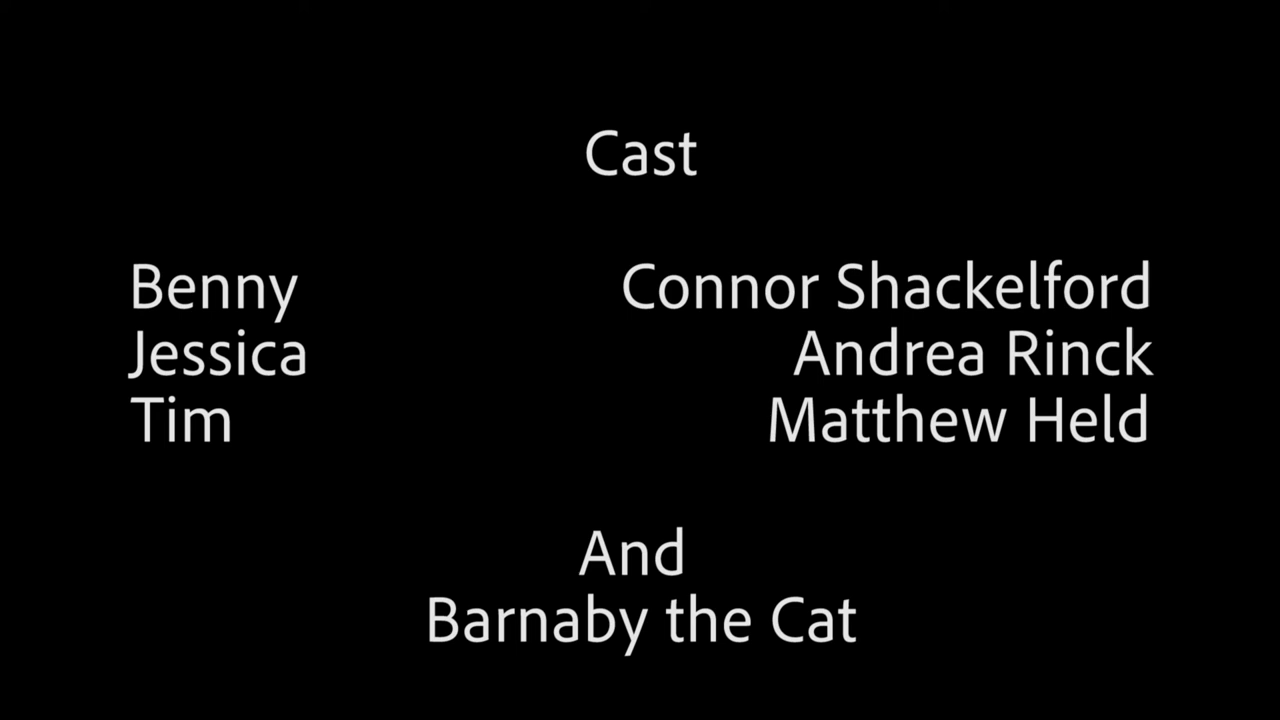 Cast
Benny Connor Shackelford
Jessica Andrea Rinck
Tim Matthew Held
And
Barnaby the Cat